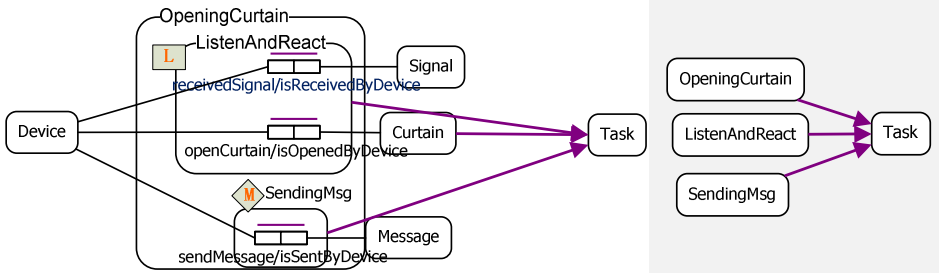 OpeningCurtain
ListenAndReact
L
Signal
receivedSignal/isReceivedByDevice
Device
Curtain
Task
openCurtain/isOpenedByDevice
M
SendingMsg
Message
sendMessage/isSentByDevice
OpeningCurtain
ListenAndReact
Task
SendingMsg